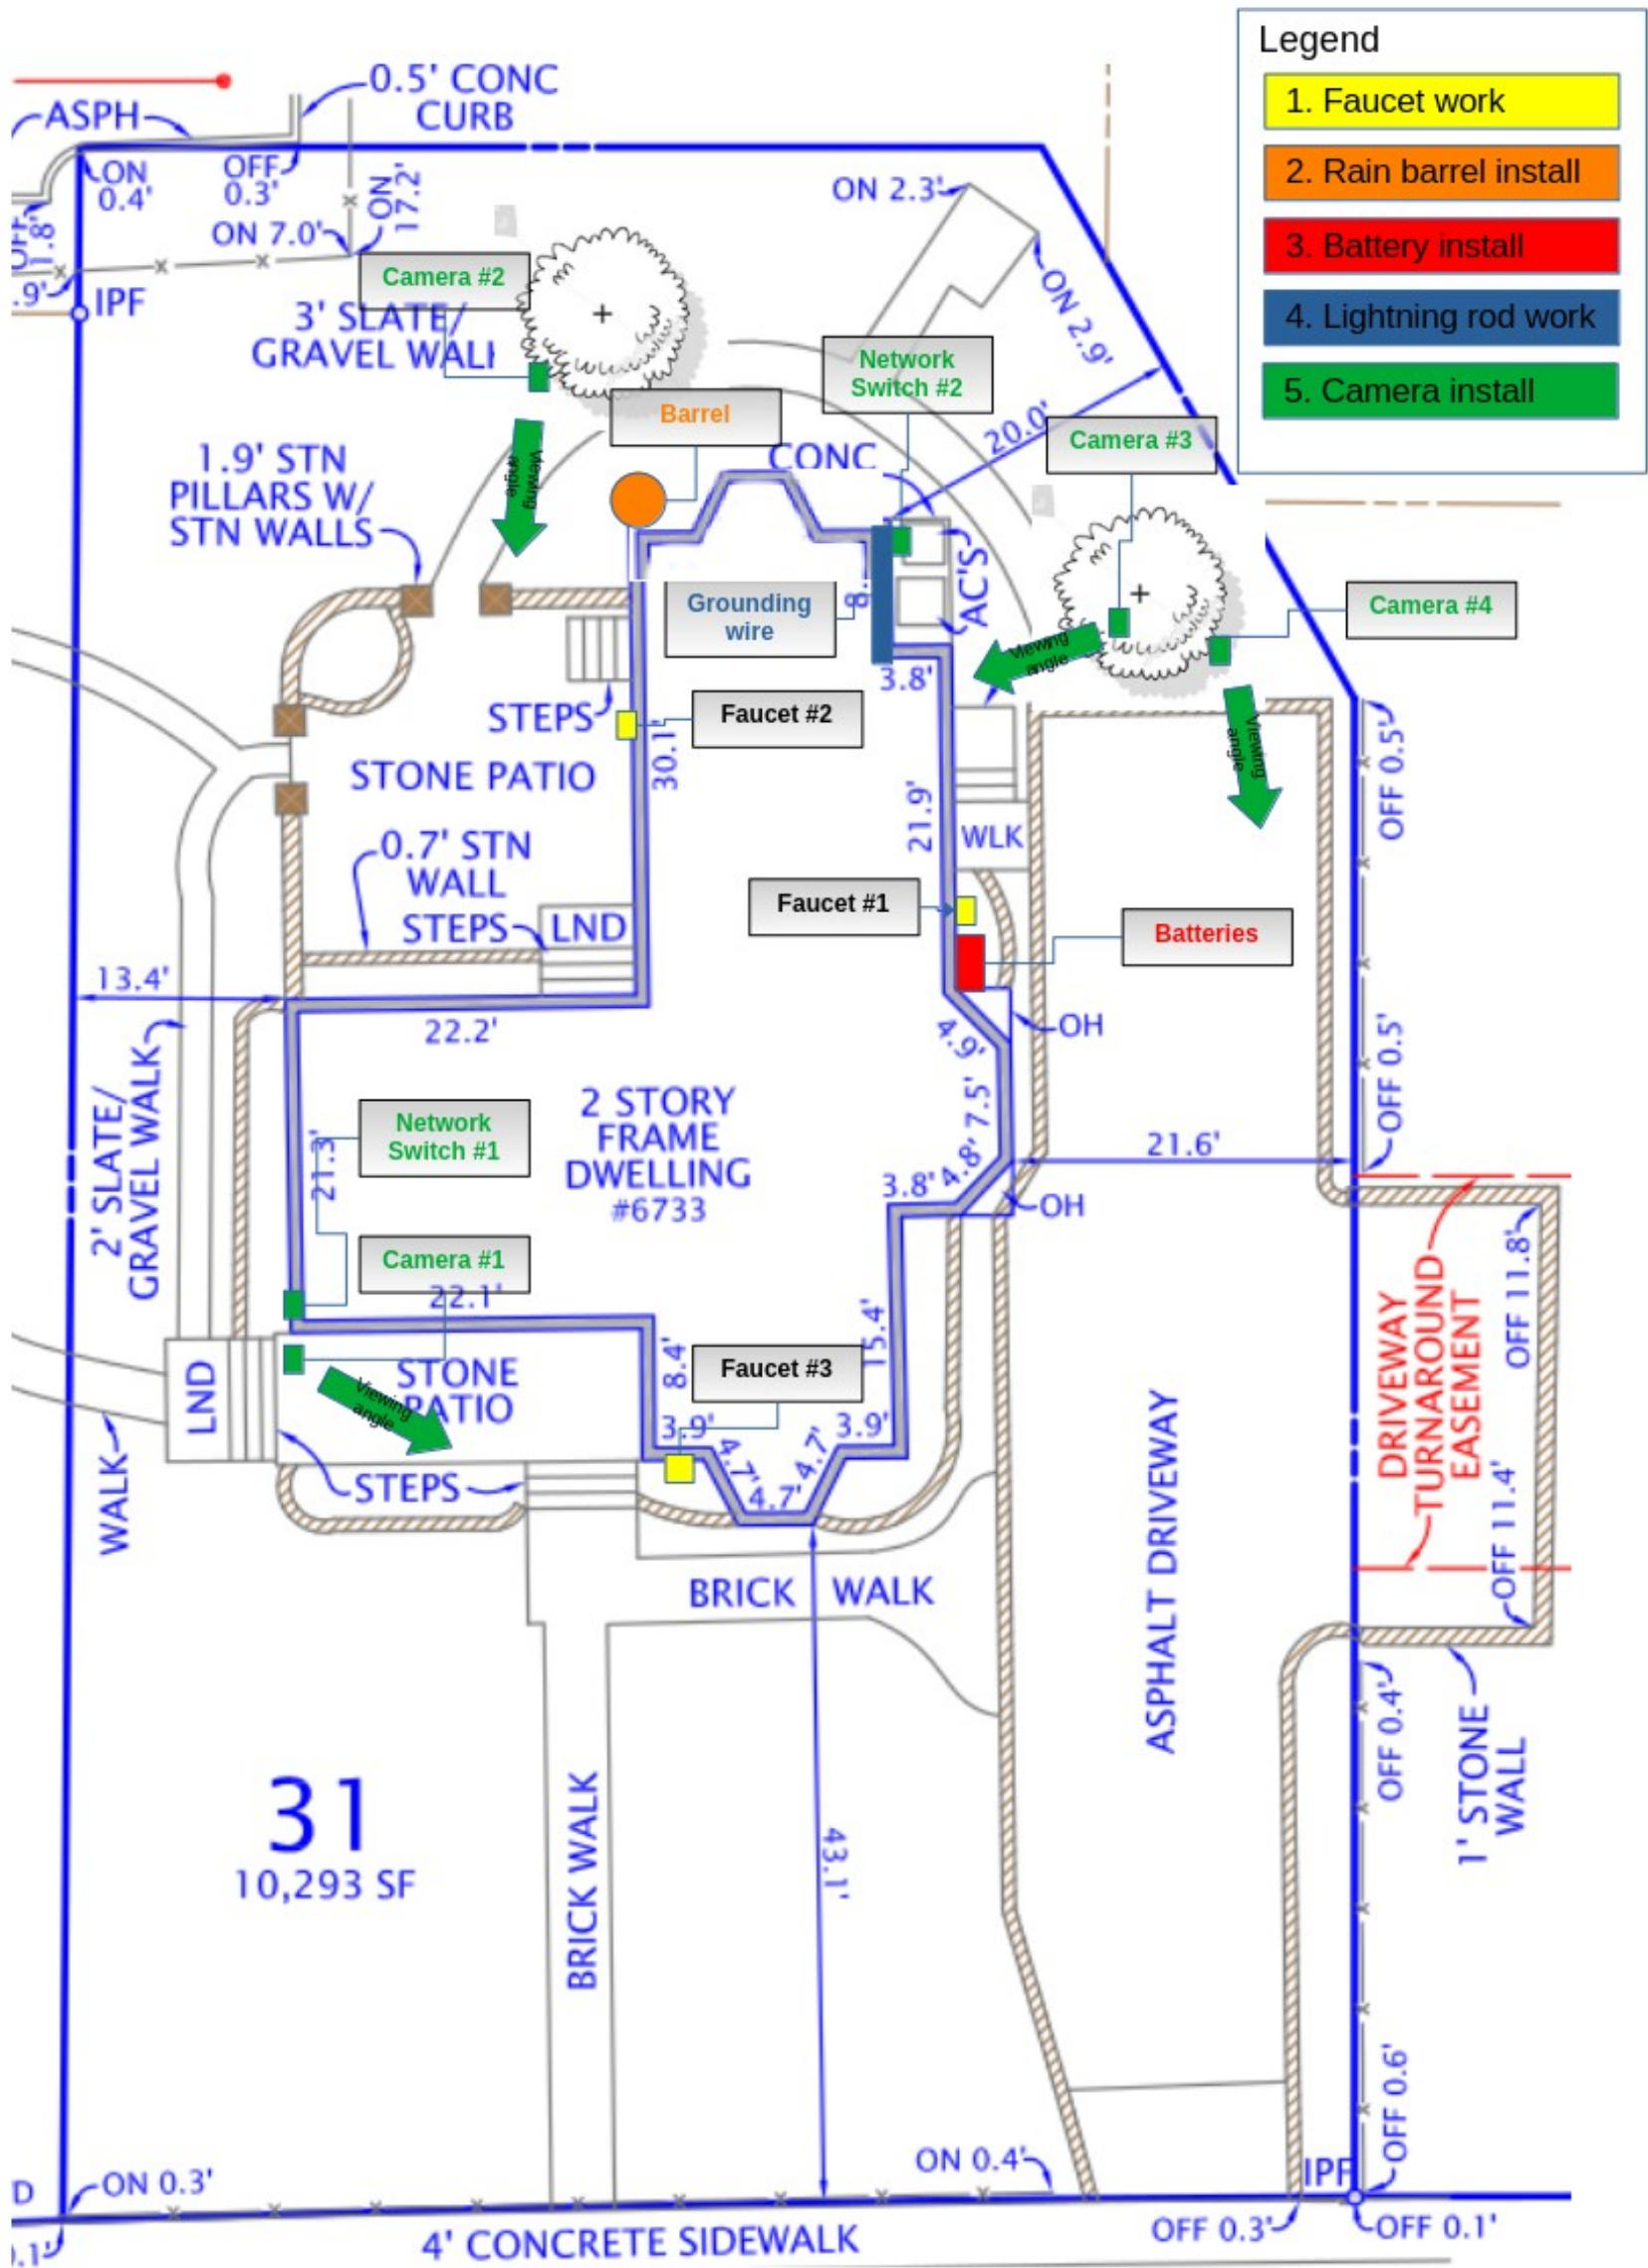 Legend
1. Faucet work
2. Rain barrel install
3. Battery install
4. Lightning rod work
5. Camera install
0.5' CONC
CURB
ASPH
ON
0.4'
OFF
0.3'
ON
17.2'
OFF
1.8'
ON 7.0'
.9'
IPF
ON 2.3'
ON 2.9'
Camera #2
3' SLATE/
GRAVEL WAL
Network
Switch #2
Barrel
20.0'
Camera #3
CONC
1.9' STN
PILLARS W/
STN WALLS
Viewing
angle
AC'S
Grounding
wire
8.
Camera #4
Viewing
angle
3.8'
STEPS
Faucet #2
30.1'
Viewing
angle
OFF 0.5'
STONE PATIO
21.9'
WLK
0.7' STN
WALL
STEPS
LND
Faucet #1
Batteries
13.4'
22.2'
4.9'
OH
OFF 0.5'
2' SLATE/
GRAVEL WALK
Network
Switch #1
21.3'
2 STORY
FRAME
DWELLING
#6733
7.5'
4.8'
3.8'
21.6'
OH
Camera #1
22.1'
OFF 11.8'
DRIVEWAY
TURNAROUND
EASEMENT
15.4'
8.4'
Faucet #3
LND
STONE
PATIO
Viewing
angle
3.9'
3.9'
4.7'
4.7'
4.7'
STEPS
WALK
OFF 11.4'
ASPHALT DRIVEWAY
BRICK WALK
OFF 0.4'
1' STONE
WALL
31
10,293 SF
BRICK WALK
43.1'
OFF 0.6'
ON 0.3'
D
ON 0.4'
IPF
.1'
4' CONCRETE SIDEWALK
OFF 0.3'
OFF 0.1'